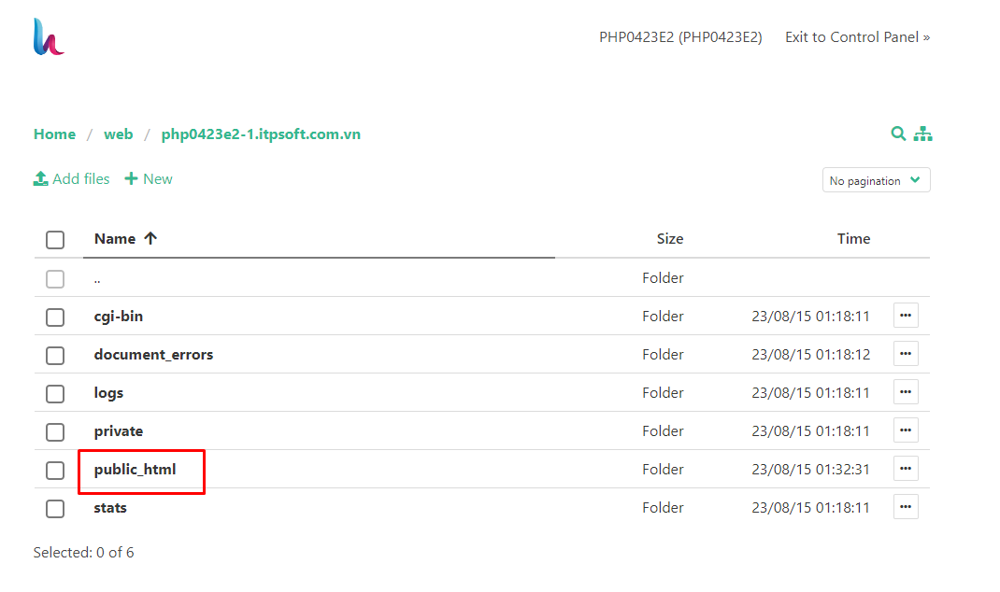 PHP0423E2 (PHP0423E2) Exit to Control Panel »
Home / web / php0423e2-1.itpsoft.com.vn
Add files + New
No pagination
Name ↑ Size Time
.. Folder
cgi-bin Folder 23/08/15 01:18:11 ...
document_errors Folder 23/08/15 01:18:12 ...
logs Folder 23/08/15 01:18:11 ...
private Folder 23/08/15 01:18:11 ...
public_html Folder 23/08/15 01:32:31 ...
stats Folder 23/08/15 01:18:11 ...
Selected: 0 of 6